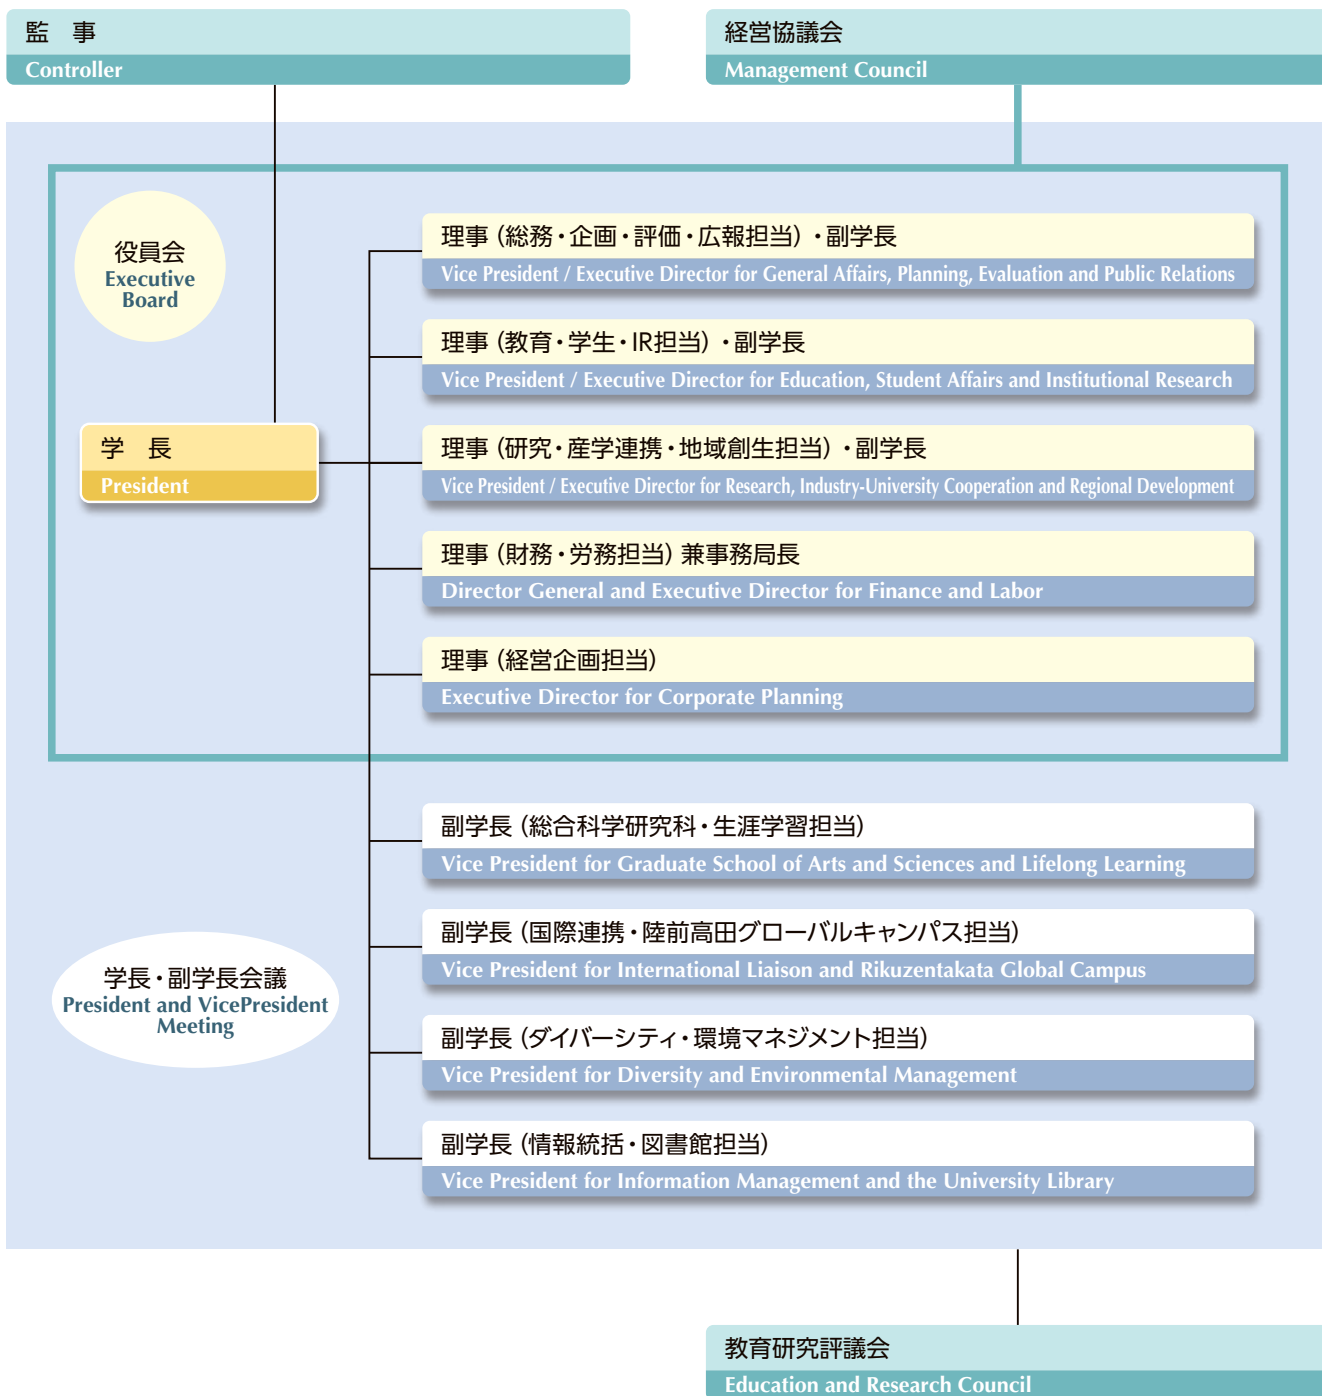 監　事
Controller
経営協議会
Management Council
役員会
Executive
Board
理事（総務・企画・評価・広報担当）・副学長
Vice President / Executive Director for General Affairs, Planning, Evaluation and Public Relations
理事（教育・学生・IR担当）・副学長
Vice President / Executive Director for Education, Student Affairs and Institutional Research
学　長
President
理事（研究・産学連携・地域創生担当）・副学長
Vice President / Executive Director for Research, Industry-University Cooperation and Regional Development
理事（財務・労務担当）兼事務局長
Director General and Executive Director for Finance and Labor
理事（経営企画担当）
Executive Director for Corporate Planning
副学長（総合科学研究科・生涯学習担当）
Vice President for Graduate School of Arts and Sciences and Lifelong Learning
副学長（国際連携・陸前高田グローバルキャンパス担当）
Vice President for International Liaison and Rikuzentakata Global Campus
学長・副学長会議
President and VicePresident
Meeting
副学長（ダイバーシティ・環境マネジメント担当）
Vice President for Diversity and Environmental Management
副学長（情報統括・図書館担当）
Vice President for Information Management and the University Library
教育研究評議会
Education and Research Council